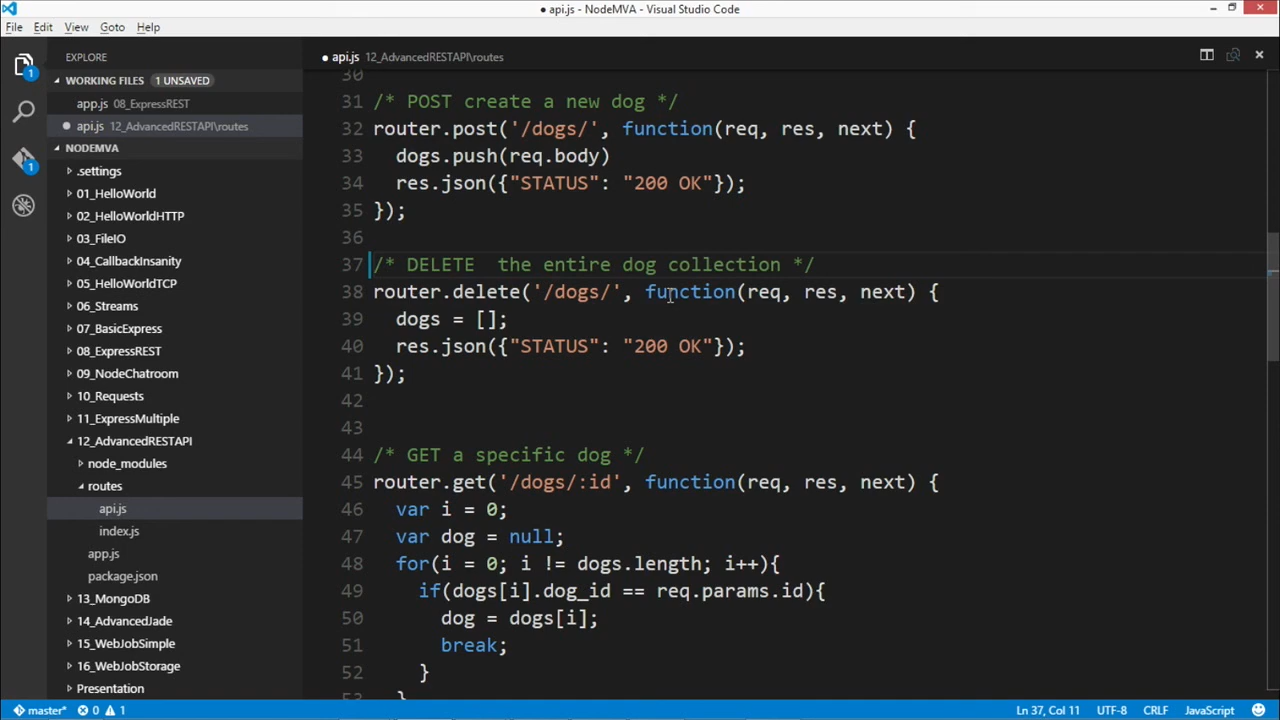 api.js - NodeMVA - Visual Studio Code
File Edit View Goto Help
EXPLORE
WORKING FILES 1 UNSAVED
app.js 08_ExpressREST
api.js 12_AdvancedRESTAPI\routes
NODEMVA
.settings
01_HelloWorld
02_HelloWorldHTTP
03_FileIO
04_CallbackInsanity
05_HelloWorldTCP
06_Streams
07_BasicExpress
08_ExpressREST
09_NodeChatroom
10_Requests
11_ExpressMultiple
12_AdvancedRESTAPI
node_modules
routes
api.js
index.js
app.js
package.json
13_MongoDB
14_AdvancedJade
15_WebJobSimple
16_WebJobStorage
Presentation
1
1
api.js 12_AdvancedRESTAPI\routes
30
31 /* POST create a new dog */
32 router.post('/dogs/', function(req, res, next) {
33 dogs.push(req.body)
34 res.json({"STATUS": "200 OK"});
35 });
36
37 /* DELETE  the entire dog collection */
38 router.delete('/dogs/', function(req, res, next) {
39 dogs = [];
40 res.json({"STATUS": "200 OK"});
41 });
42
43
44 /* GET a specific dog */
45 router.get('/dogs/:id', function(req, res, next) {
46 var i = 0;
47 var dog = null;
48 for(i = 0; i != dogs.length; i++){
49 if(dogs[i].dog_id == req.params.id){
50 dog = dogs[i];
51 break;
52 }
53 }
master* 0 1 Ln 37, Col 11 UTF-8 CRLF JavaScript